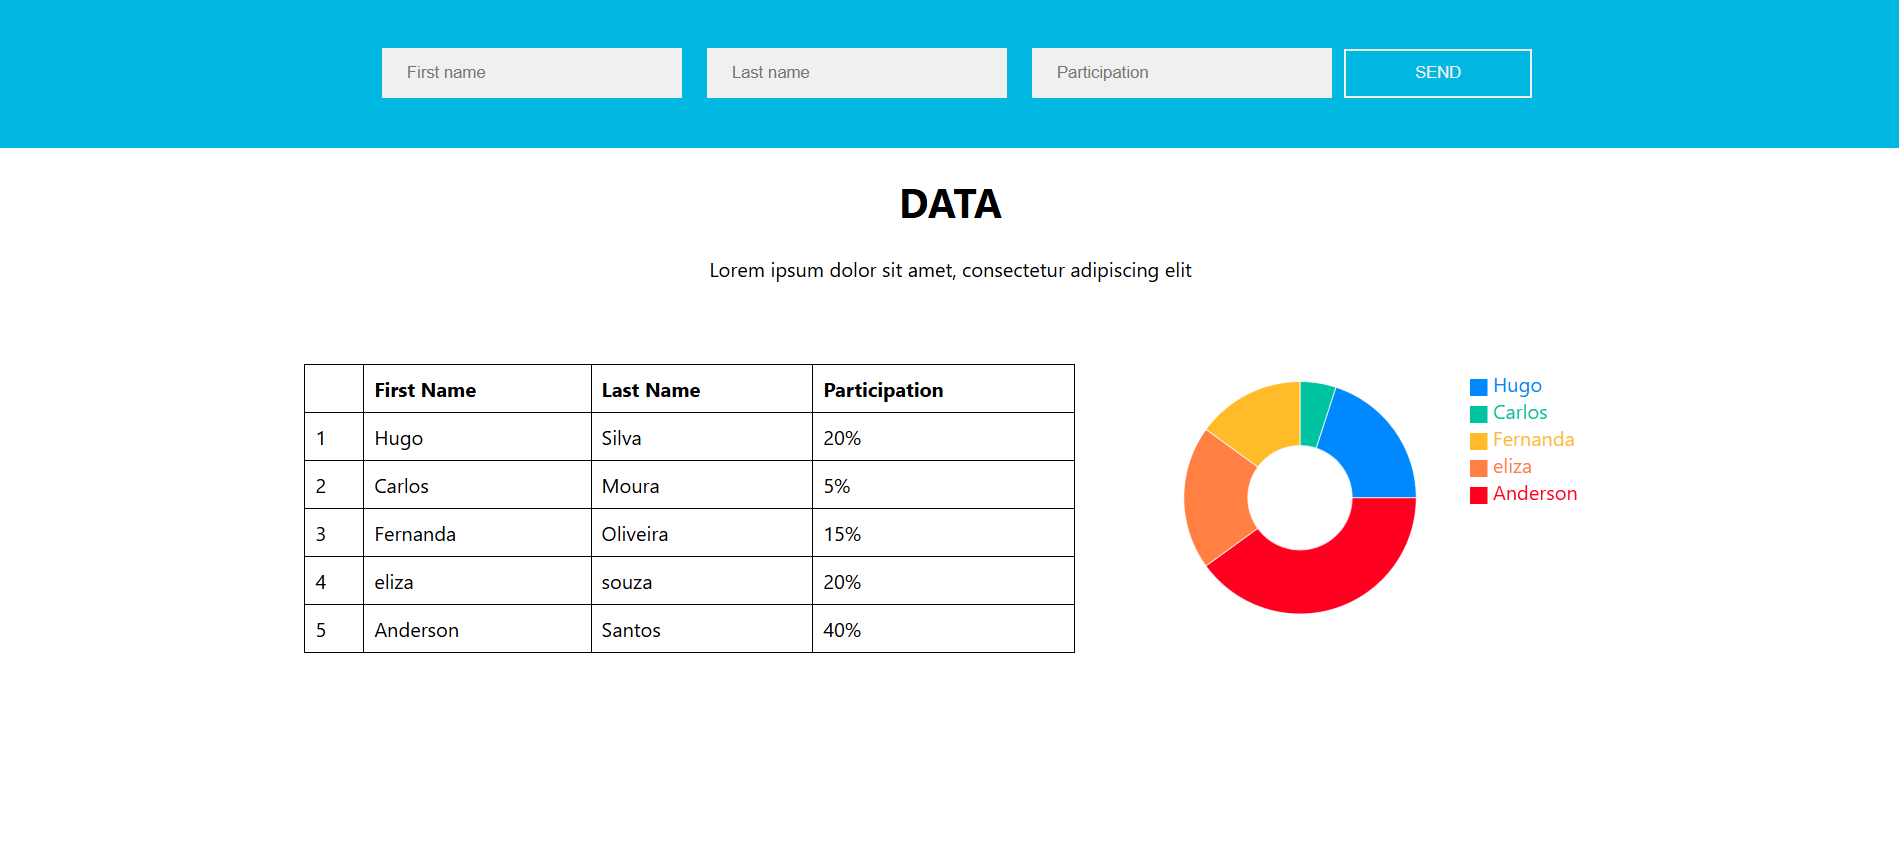 First name Last name Participation SEND
DATA
Lorem ipsum dolor sit amet, consectetur adipiscing elit
First Name Last Name Participation
1 Hugo Silva 20%
2 Carlos Moura 5%
3 Fernanda Oliveira 15%
4 eliza souza 20%
5 Anderson Santos 40%
Hugo
Carlos
Fernanda
eliza
Anderson